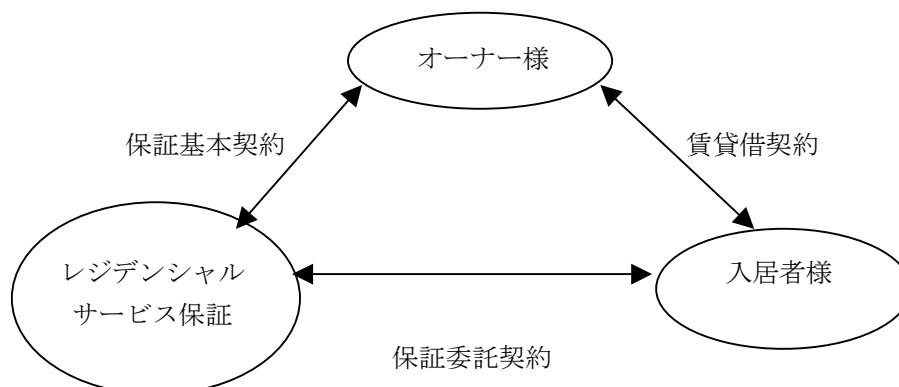 オーナー様
保証基本契約
賃貸借契約
レジデンシャル
サービス保証
入居者様
保証委託契約